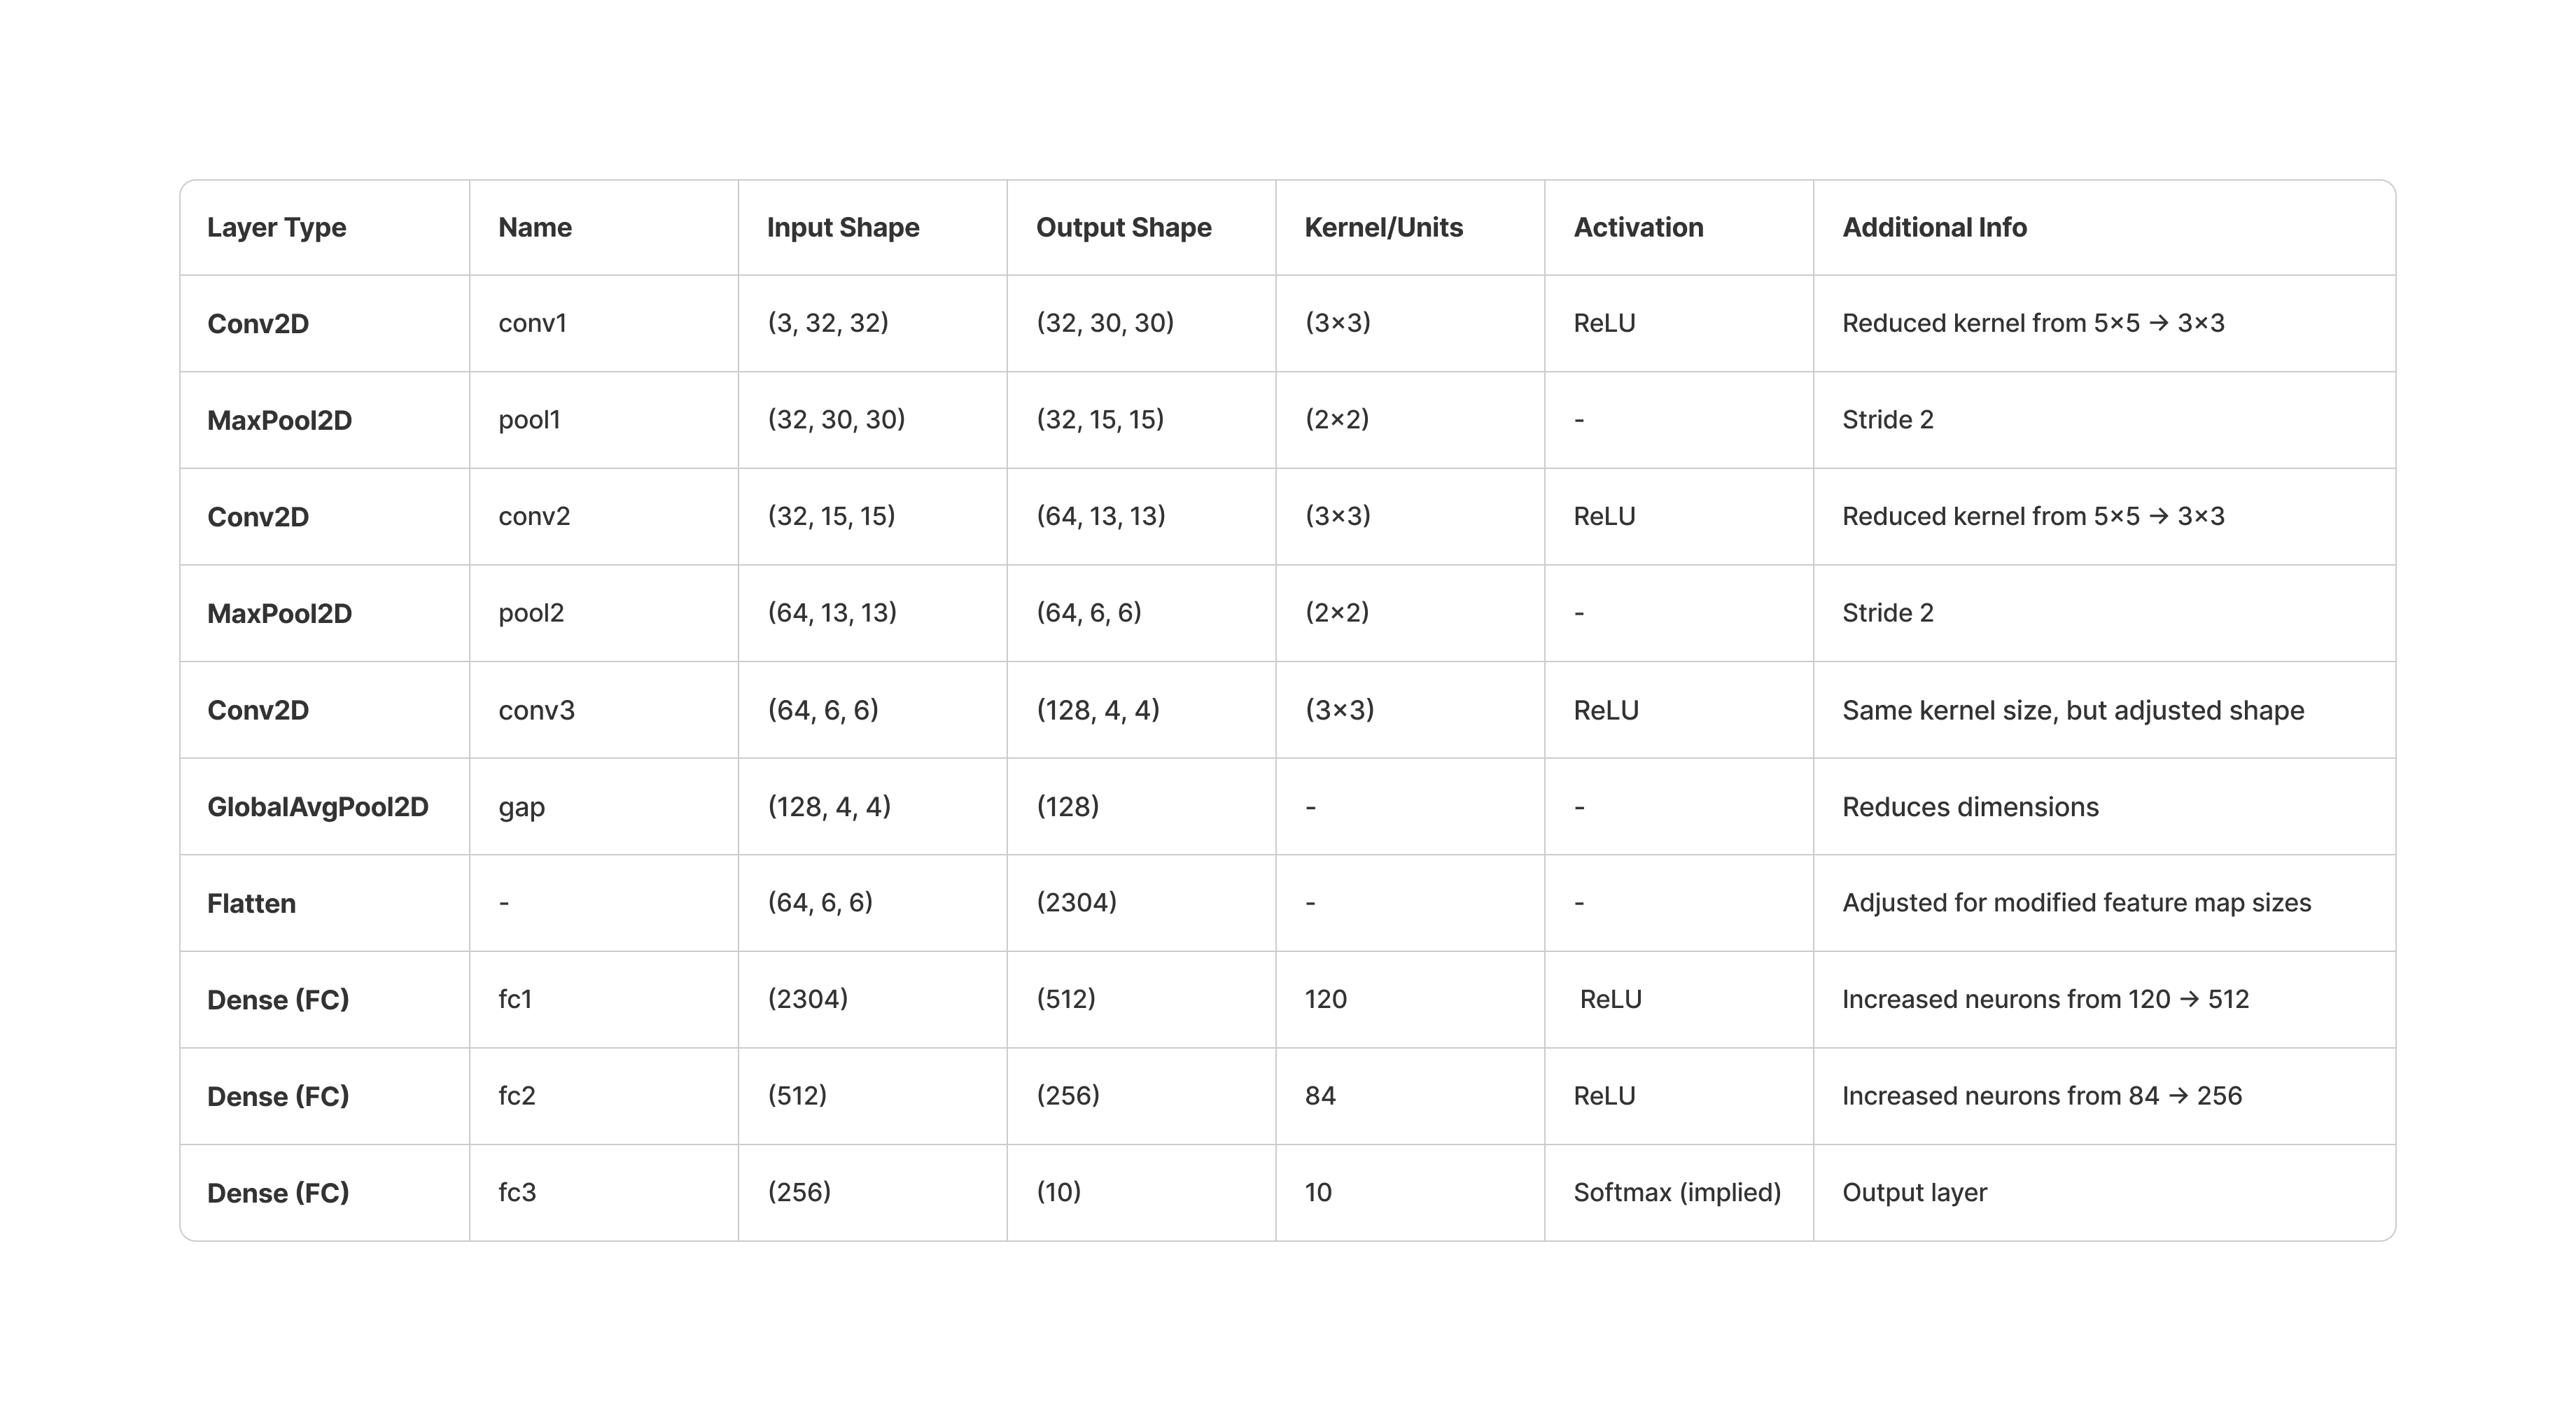 Layer Type Name Input Shape Output Shape Kernel/Units Activation Additional Info
Conv2D conv1 (3, 32, 32) (32, 30, 30) (3×3) ReLU Reduced kernel from 5×5 → 3×3
MaxPool2D pool1 (32, 30, 30) (32, 15, 15) (2×2) - Stride 2
Conv2D conv2 (32, 15, 15) (64, 13, 13) (3×3) ReLU Reduced kernel from 5×5 → 3×3
MaxPool2D pool2 (64, 13, 13) (64, 6, 6) (2×2) - Stride 2
Conv2D conv3 (64, 6, 6) (128, 4, 4) (3×3) ReLU Same kernel size, but adjusted shape
GlobalAvgPool2D gap (128, 4, 4) (128) - - Reduces dimensions
Flatten - (64, 6, 6) (2304) - - Adjusted for modified feature map sizes
Dense (FC) fc1 (2304) (512) 120 ReLU Increased neurons from 120 → 512
Dense (FC) fc2 (512) (256) 84 ReLU Increased neurons from 84 → 256
Dense (FC) fc3 (256) (10) 10 Softmax (implied) Output layer